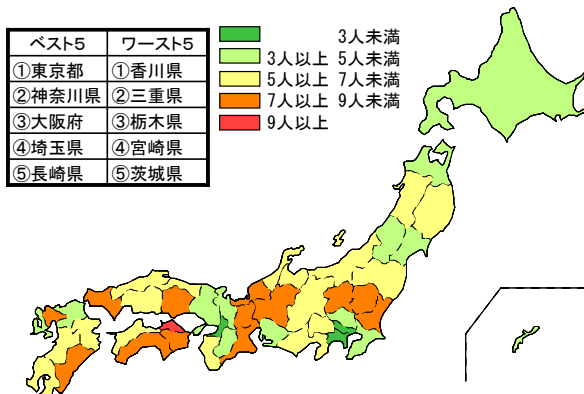 ベスト5 ワースト5
①東京都 ①香川県
②神奈川県 ②三重県
③大阪府 ③栃木県
④埼玉県 ④宮崎県
⑤長崎県 ⑤茨城県
3人未満
3人以上 5人未満
5人以上 7人未満
7人以上 9人未満
9人以上